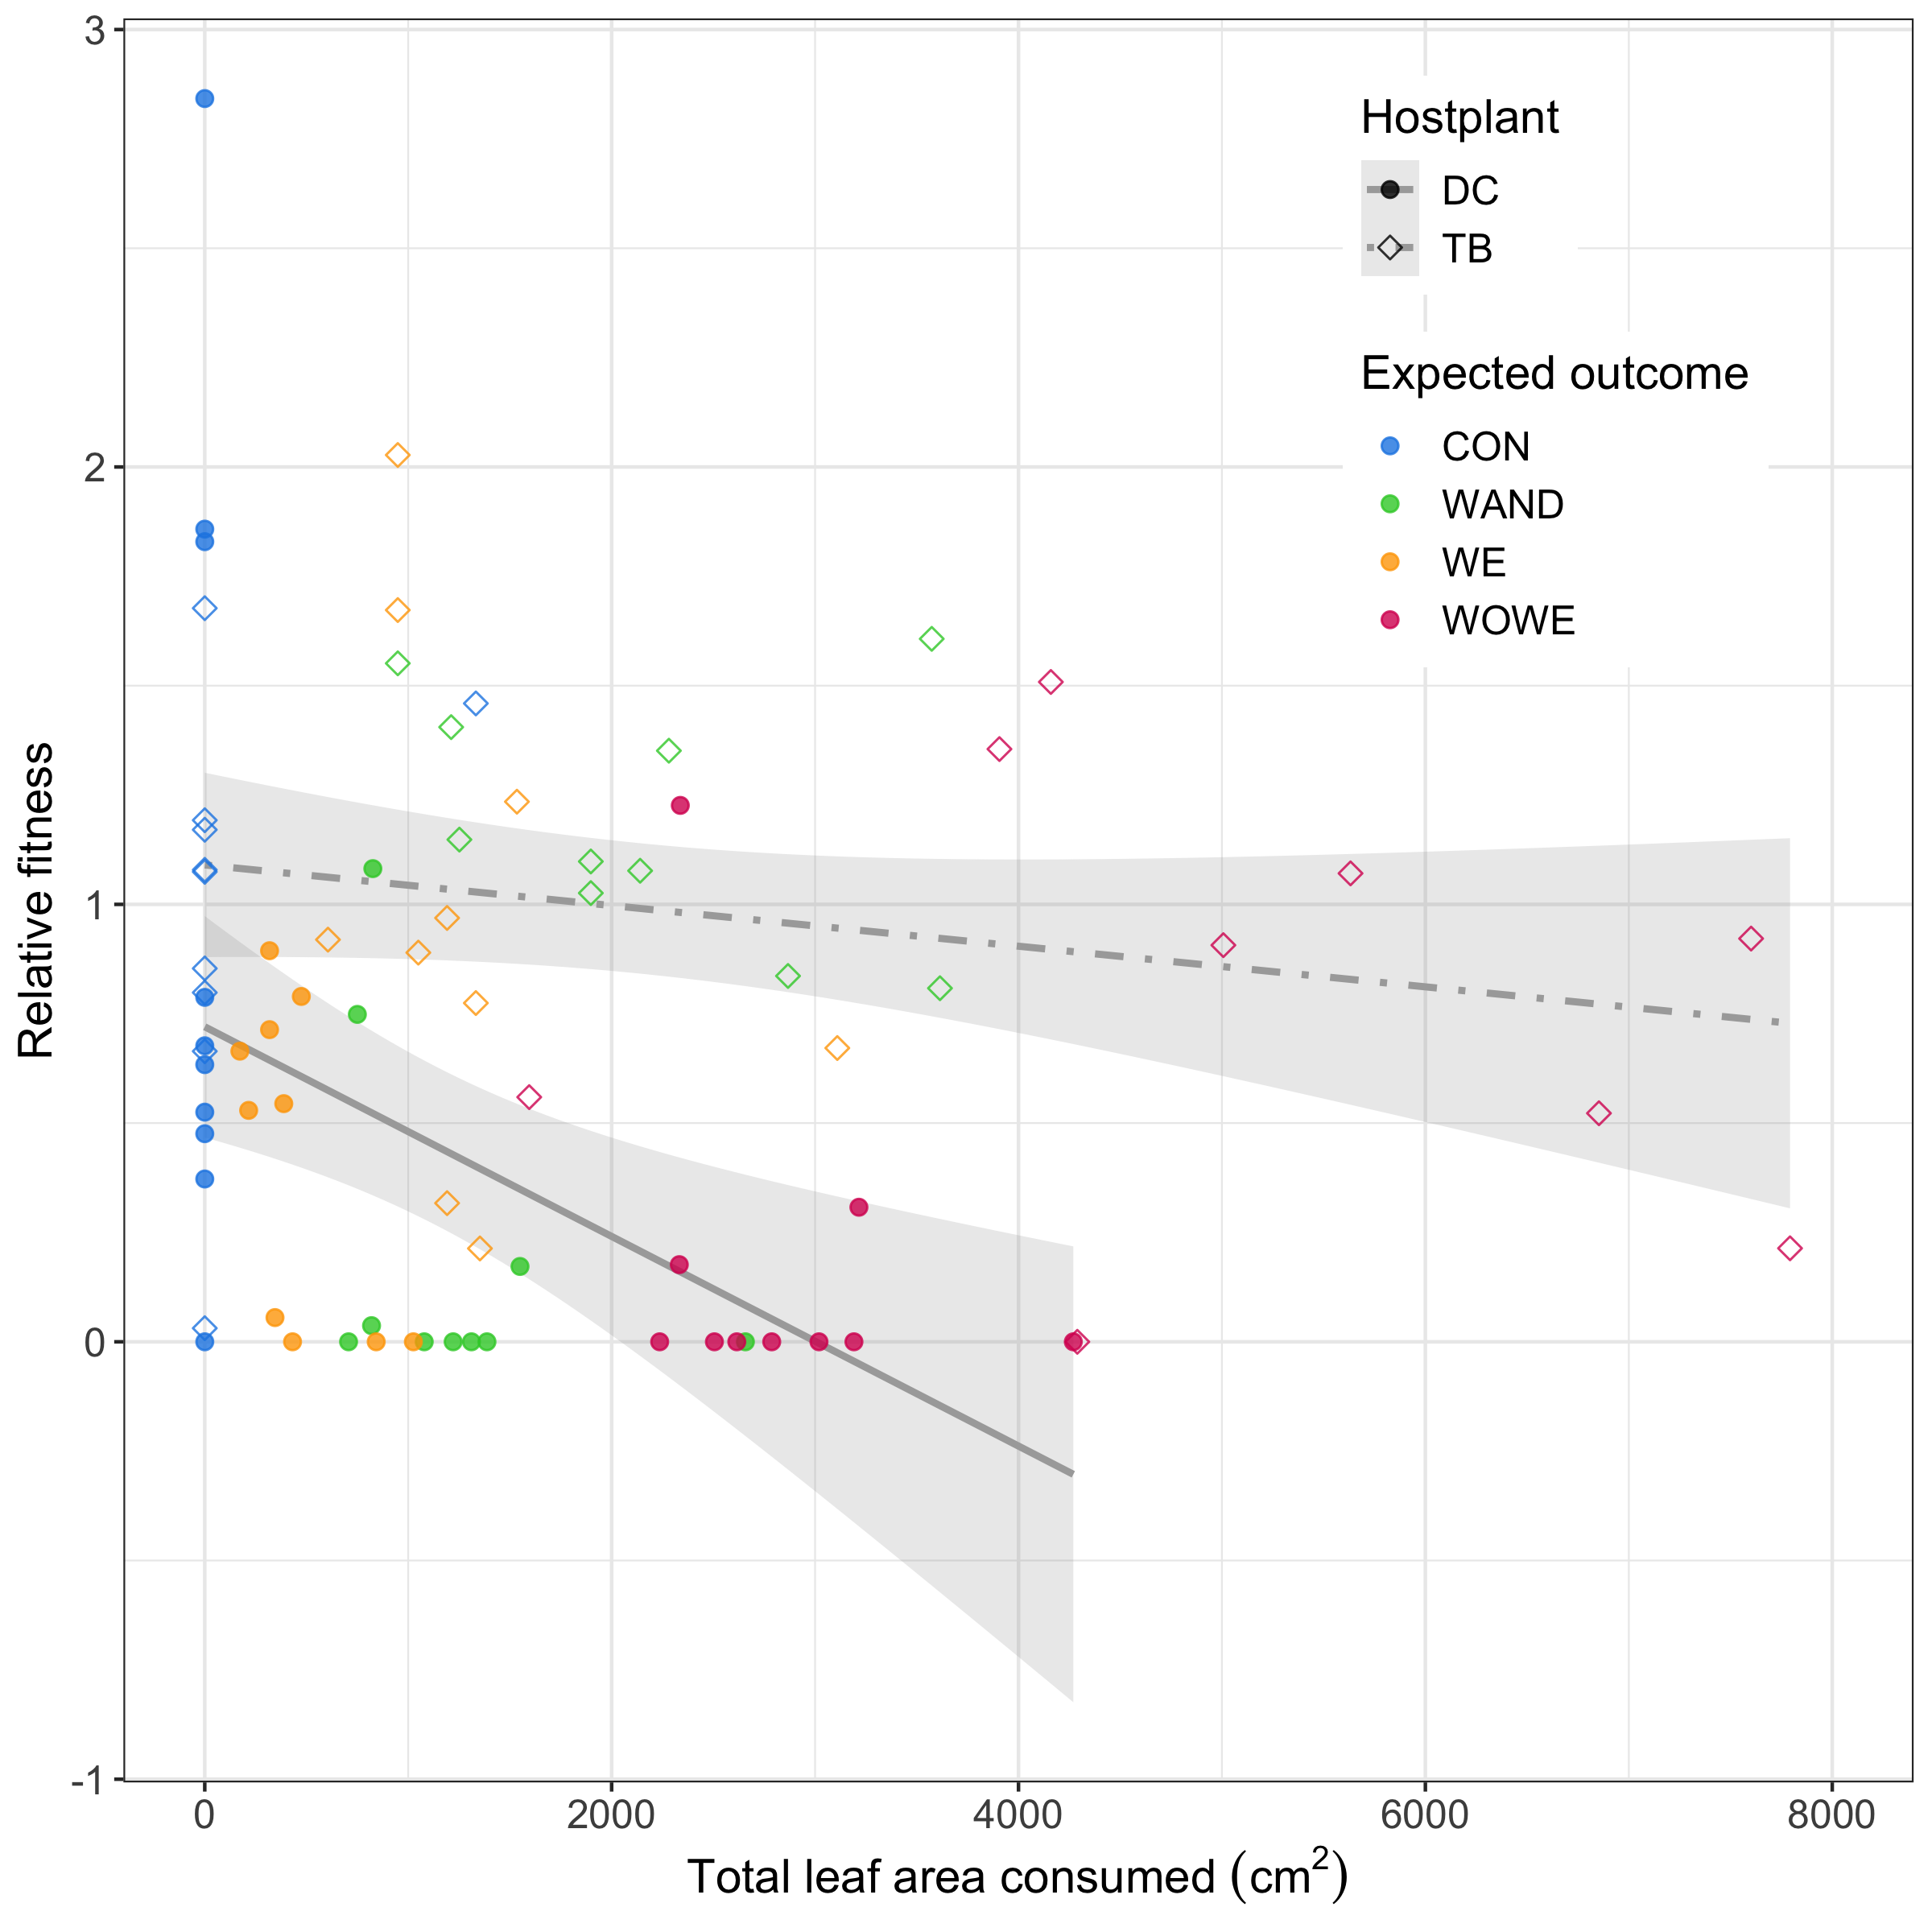 Hostplant
DC
TB
Expected outcome
CON
WAND
WE
WOWE
Relative fitness
3
2
1
0
-1
0 2000 4000 6000 8000
Total leaf area consumed (cm²)